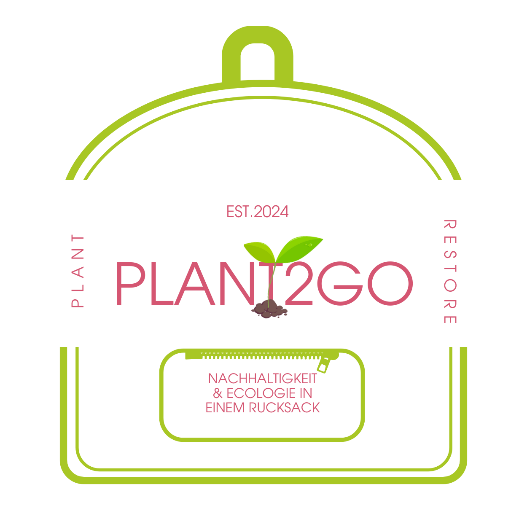 EST.2024
PLANT
PLANT2GO
RESTORE
NACHHALTIGKEIT
& ECOLOGIE IN
EINEM RUCKSACK